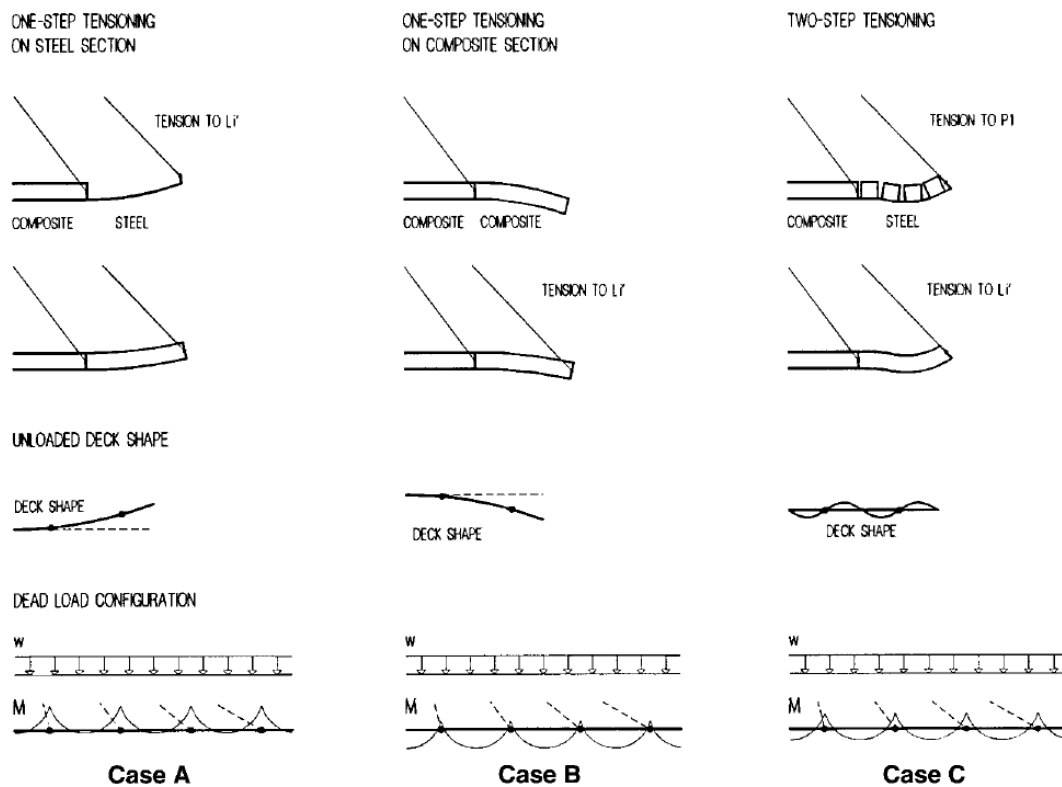 ONE-STEP TENSIONING
ON STEEL SECTION
TENSION TO Li'
COMPOSITE STEEL
ONE-STEP TENSIONING
ON COMPOSITE SECTION
COMPOSITE COMPOSITE
TENSION TO Li'
TWO-STEP TENSIONING
TENSION TO P1
COMPOSITE STEEL
TENSION TO Li'
UNLOADED DECK SHAPE
DECK SHAPE
DECK SHAPE
DECK SHAPE
DEAD LOAD CONFIGURATION
w
w
w
M
M
M
Case A
Case B
Case C